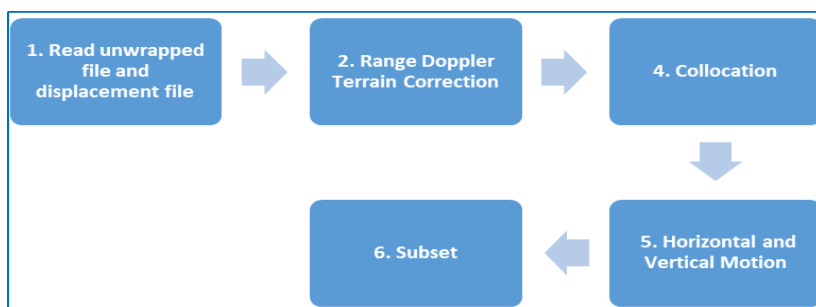 1. Read unwrapped
file and
displacement file
2. Range Doppler
Terrain Correction
4. Collocation
5. Horizontal and
Vertical Motion
6. Subset